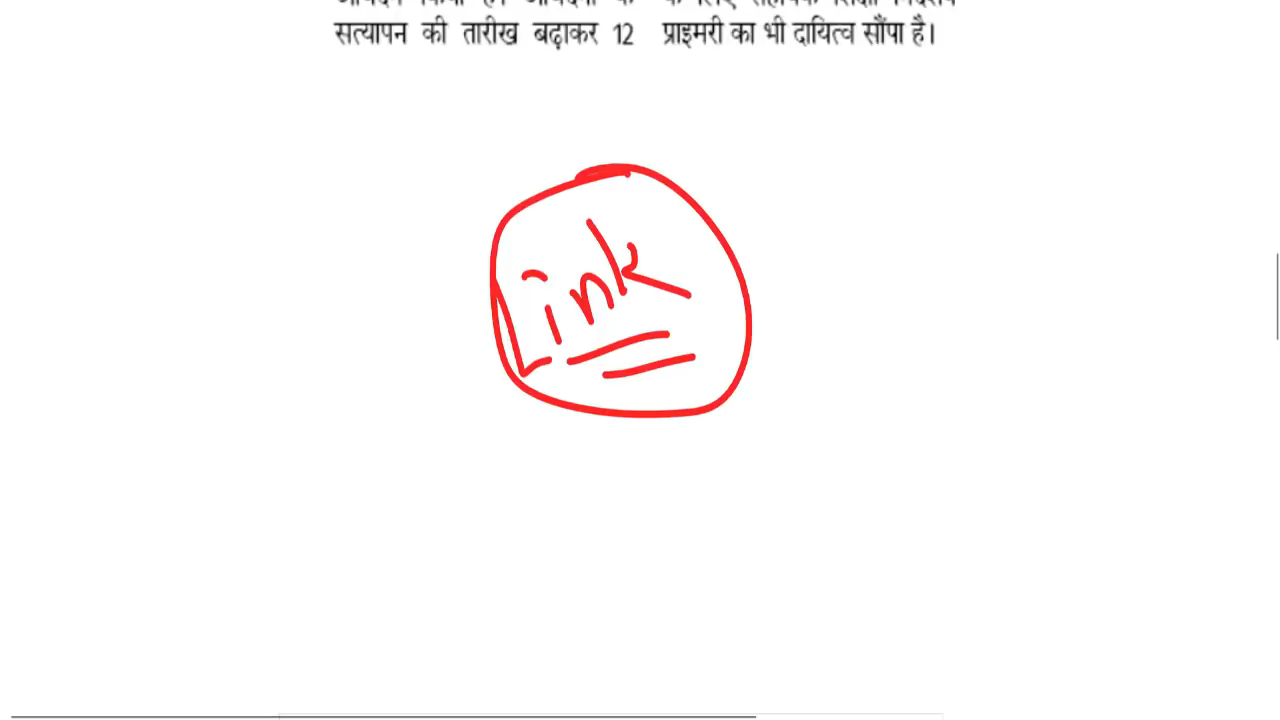 सत्यापन की तारीख बढ़ाकर 12
प्राइमरी का भी दायित्व सौंपा है।
Link